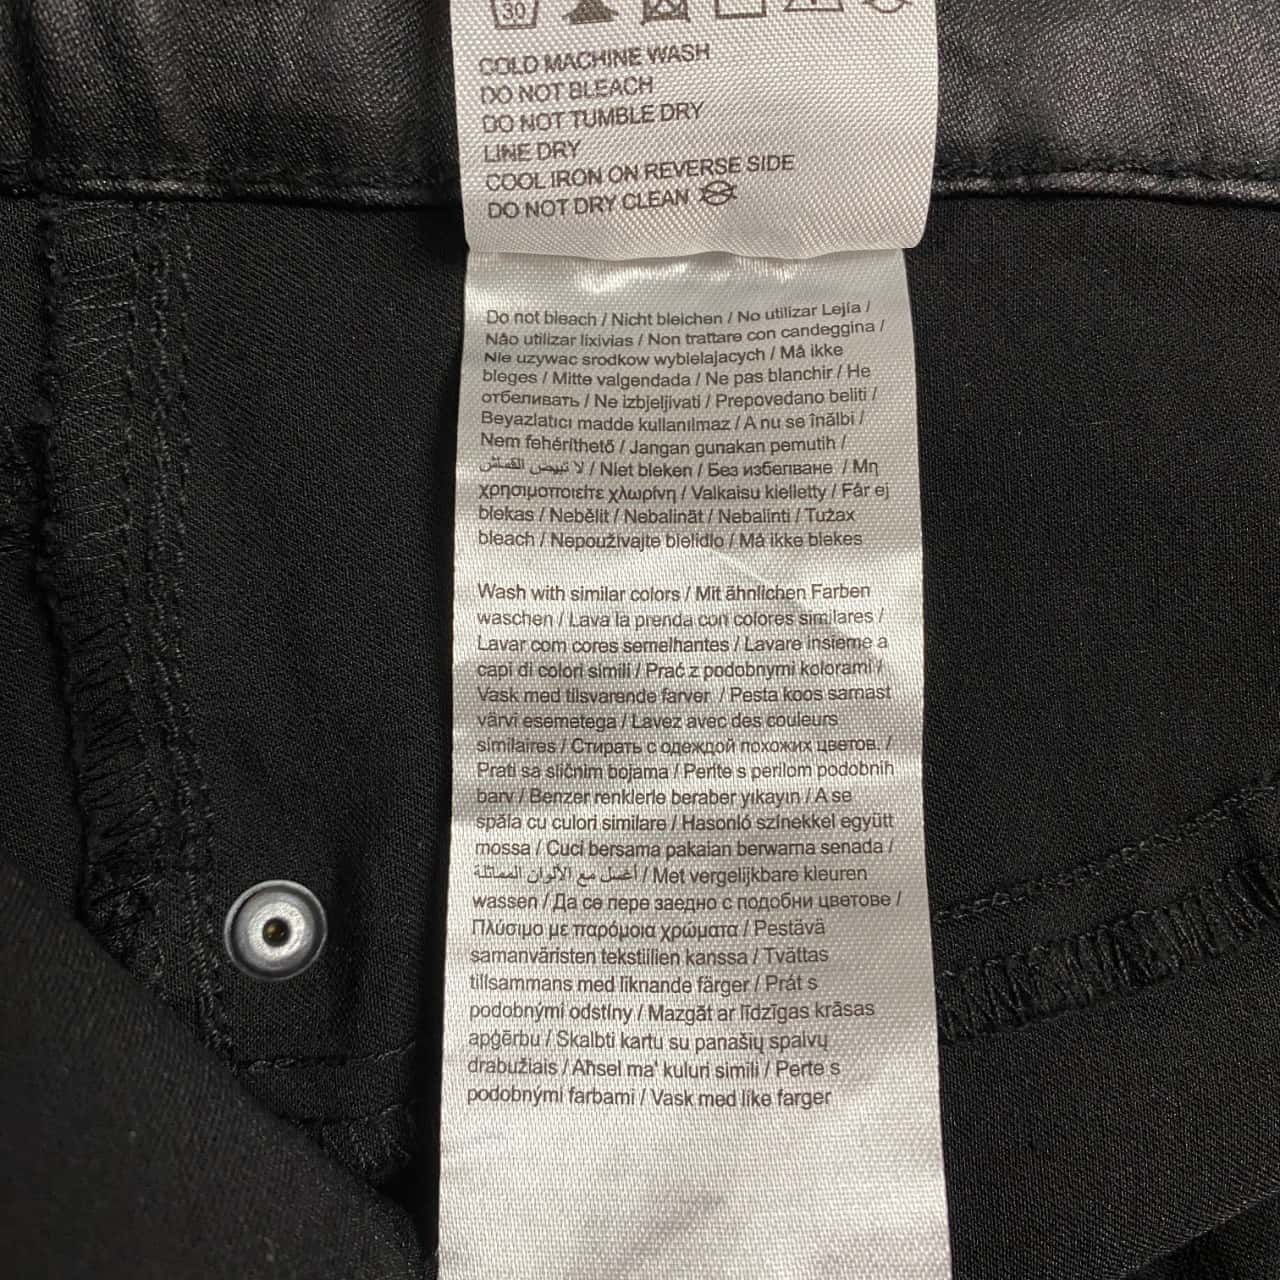 30
COLD MACHINE WASH
DO NOT BLEACH
DO NOT TUMBLE DRY
LINE DRY
COOL IRON ON REVERSE SIDE
DO NOT DRY CLEAN
Do not bleach / Nicht bleichen / No utilizar Lejía /
Não utilizar lixivias / Non trattare con candeggina /
Nie uzywac srodkow wybielajacych / Må ikke
bleges / Mitte valgendada / Ne pas blanchir / Не
отбеливать / Ne izbjeljivati / Prepovedano beliti /
Beyazlatıcı madde kullanılmaz / A nu se înălbi /
Nem fehéríthető / Jangan gunakan pemutih /
لا تبيض القماش / Niet bleken / Без избелване / Μη
χρησιμοποιείτε χλωρίνη / Valkaisu kielletty / Får ej
blekas / Nebělit / Nebalināt / Nebalinti / Tużax
bleach / Nepoužívajte bielidlo / Må ikke blekes
Wash with similar colors / Mit ähnlichen Farben
waschen / Lava la prenda con colores similares /
Lavar com cores semelhantes / Lavare insieme a
capi di colori simili / Prać z podobnymi kolorami /
Vask med tilsvarende farver / Pesta koos samast
värvi esemetega / Lavez avec des couleurs
similaires / Стирать с одеждой похожих цветов. /
Prati sa sličnim bojama / Perite s perilom podobnih
barv / Benzer renklerle beraber yıkayın / A se
spăla cu culori similare / Hasonló színekkel együtt
mossa / Cuci bersama pakaian berwarna senada /
أغسل مع الألوان المماثلة / Met vergelijkbare kleuren
wassen / Да се пере заедно с подобни цветове /
Πλύσιμο με παρόμοια χρώματα / Pestävä
samanväristen tekstiilien kanssa / Tvättas
tillsammans med liknande färger / Prát s
podobnými odstíny / Mazgāt ar līdzīgas krāsas
apģērbu / Skalbti kartu su panašių spalvų
drabužiais / Aħsel ma' kuluri simili / Perte s
podobnými farbami / Vask med like farger